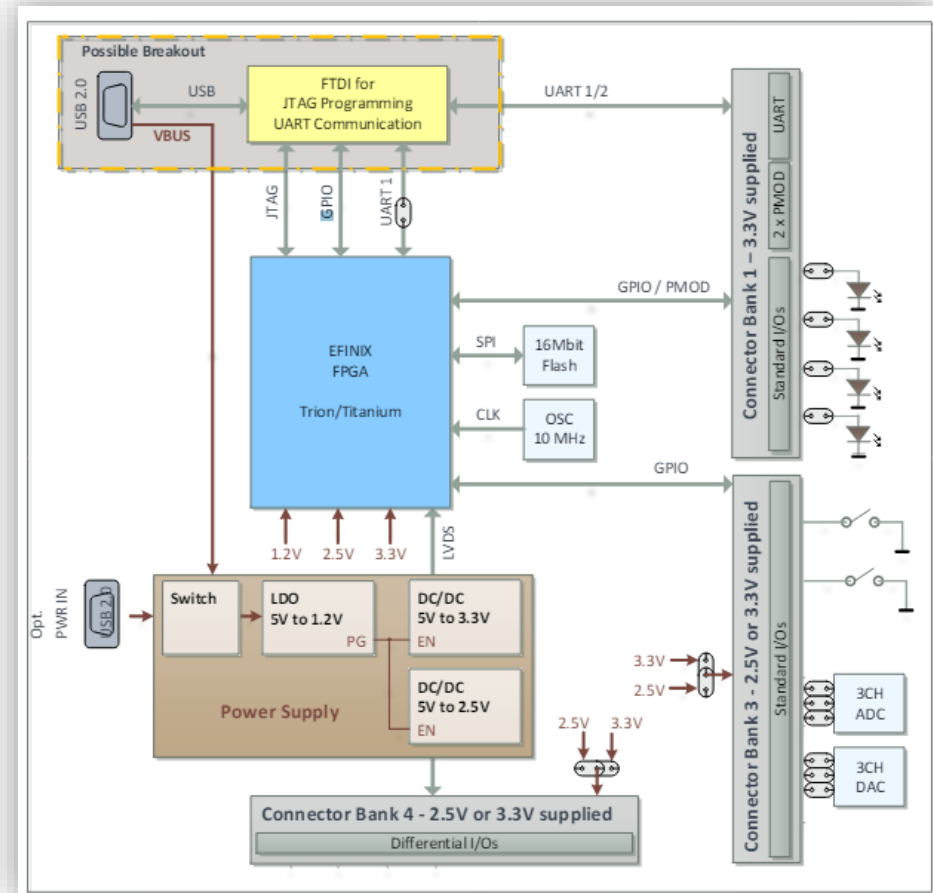 Possible Breakout
USB 2.0
USB
VBUS
FTDI for
JTAG Programming
UART Communication
UART 1/2
JTAG
GPIO
UART 1
Connector Bank 1 – 3.3V supplied
UART
2 x PMOD
Standard I/Os
EFINIX
FPGA
Trion/Titanium
GPIO / PMOD
SPI
16Mbit
Flash
CLK
OSC
10 MHz
GPIO
1.2V
2.5V
3.3V
LVDS
Opt.
PWR IN
USB 2.0
Switch
LDO
5V to 1.2V
PG
DC/DC
5V to 3.3V
EN
DC/DC
5V to 2.5V
EN
Power Supply
Connector Bank 3 - 2.5V or 3.3V supplied
Standard I/Os
3.3V
2.5V
3CH
ADC
3CH
DAC
2.5V
3.3V
Connector Bank 4 - 2.5V or 3.3V supplied
Differential I/Os